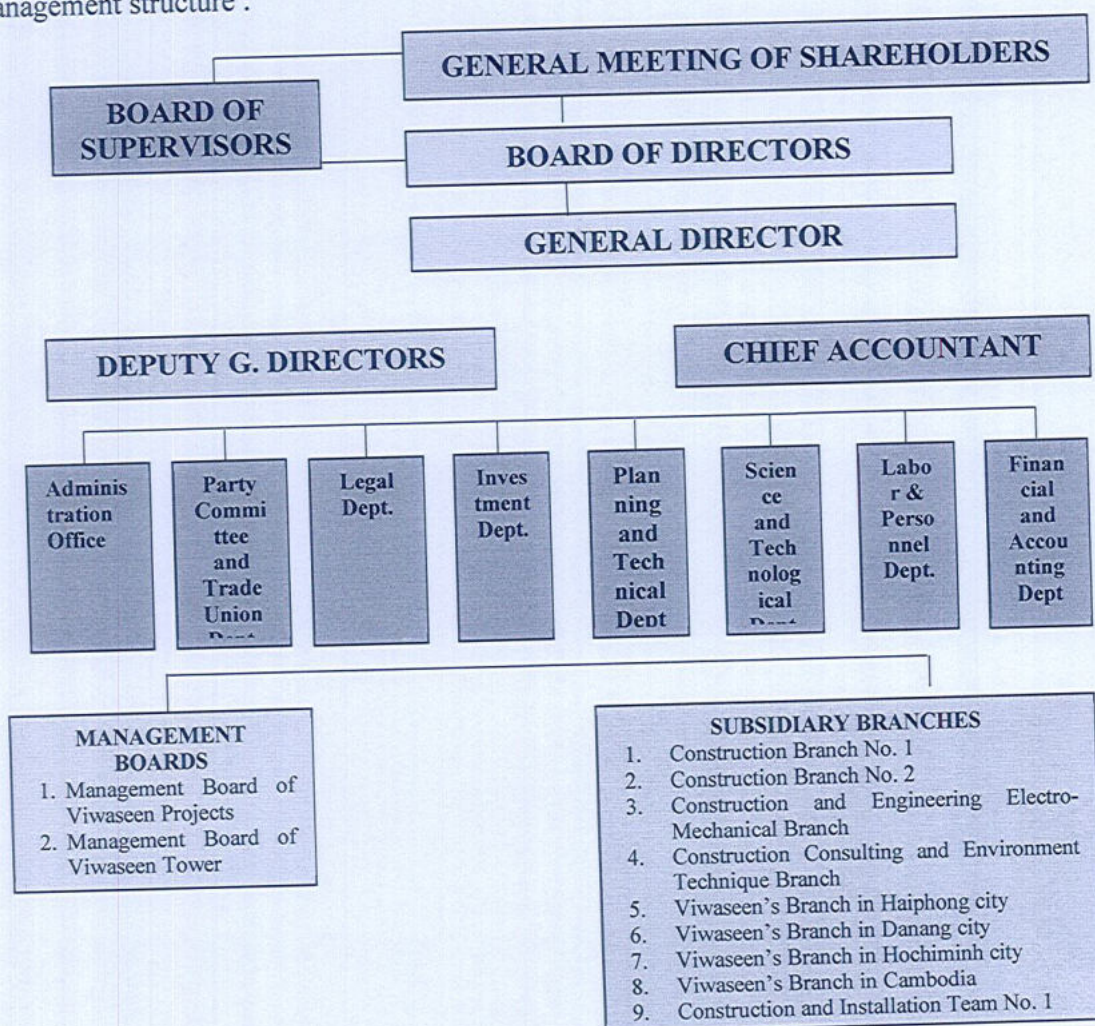 anagement structure :
GENERAL MEETING OF SHAREHOLDERS
BOARD OF
SUPERVISORS
BOARD OF DIRECTORS
GENERAL DIRECTOR
DEPUTY G. DIRECTORS
CHIEF ACCOUNTANT
Adminis
tration
Office
Party
Commi
ttee
and
Trade
Union
Legal
Dept.
Inves
tment
Dept.
Plan
ning
and
Tech
nical
Dept
Scien
ce
and
Tech
nolog
ical
Labo
r &
Perso
nnel
Dept.
Finan
cial
and
Accou
nting
Dept
MANAGEMENT
BOARDS
1. Management Board of
Viwaseen Projects
2. Management Board of
Viwaseen Tower
SUBSIDIARY BRANCHES
1. Construction Branch No. 1
2. Construction Branch No. 2
3. Construction and Engineering Electro-
Mechanical Branch
4. Construction Consulting and Environment
Technique Branch
5. Viwaseen's Branch in Haiphong city
6. Viwaseen's Branch in Danang city
7. Viwaseen's Branch in Hochiminh city
8. Viwaseen's Branch in Cambodia
9. Construction and Installation Team No. 1